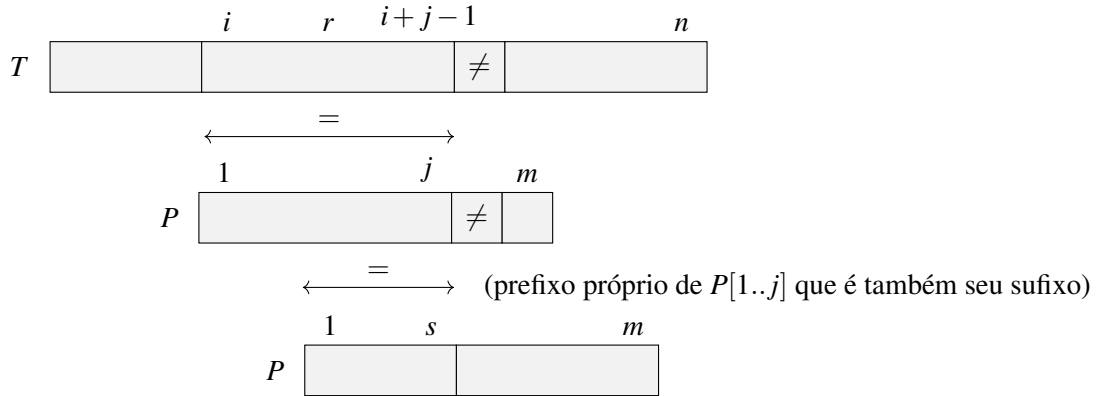 i r i + j − 1 n
T ≠
=
1 j m
P ≠
= (prefixo próprio de P[1..j] que é também seu sufixo)
1 s m
P